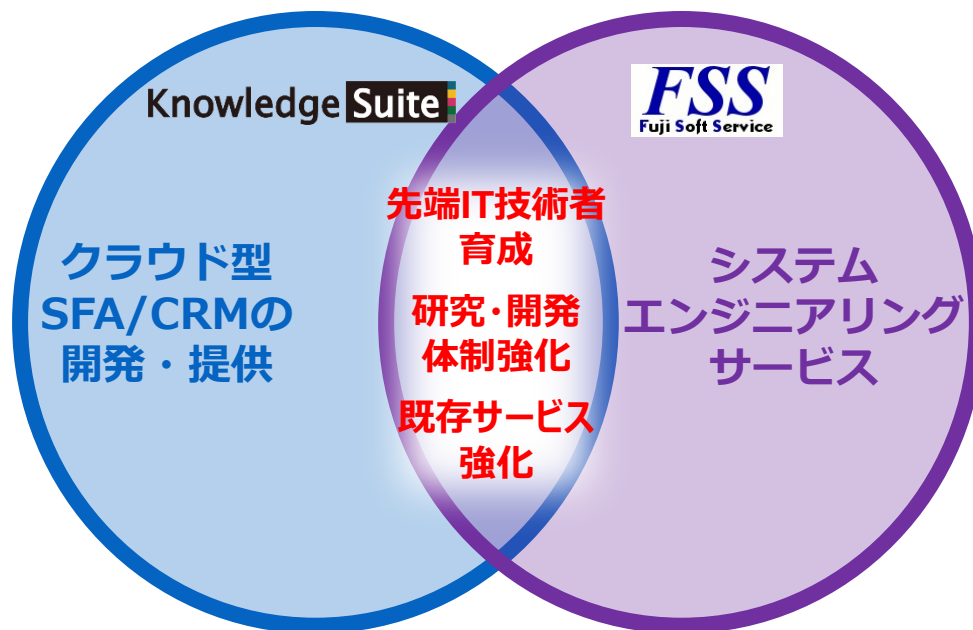 Knowledge Suite
FSS
Fuji Soft Service
クラウド型
SFA/CRMの
開発・提供
先端IT技術者
育成
研究・開発
体制強化
既存サービス
強化
システム
エンジニアリング
サービス